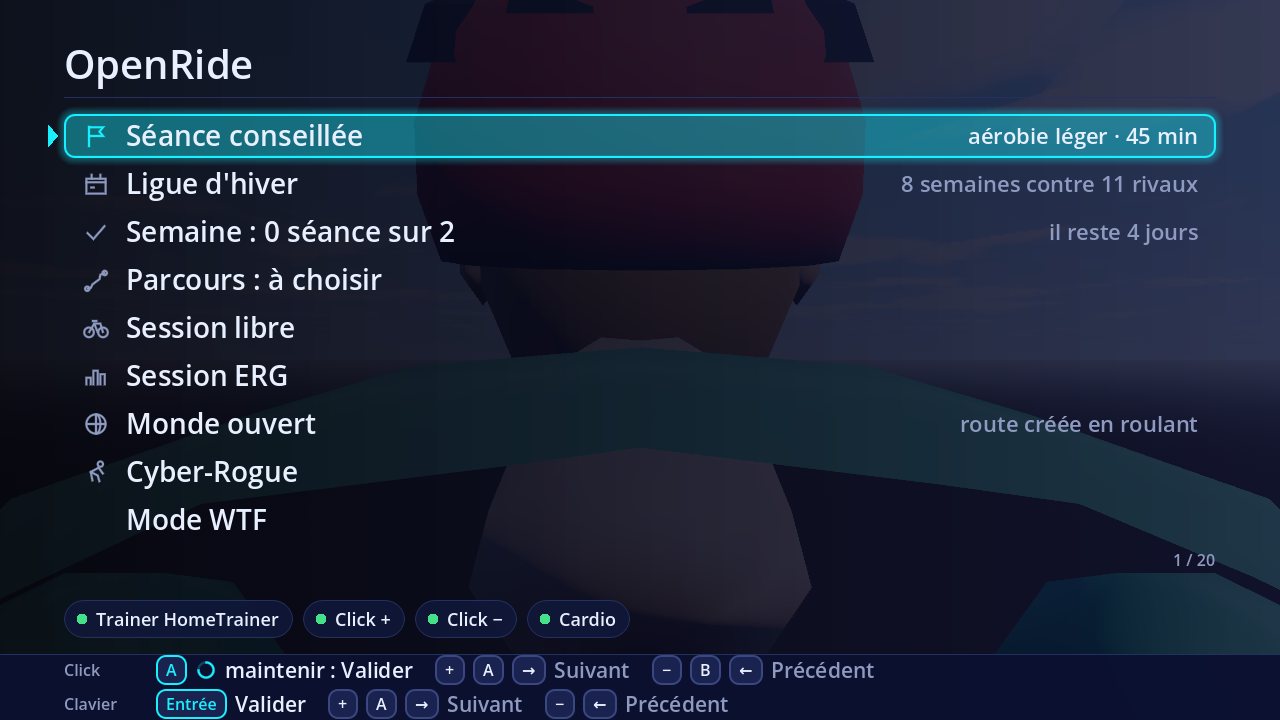 OpenRide
Séance conseillée aérobie léger · 45 min
Ligue d'hiver 8 semaines contre 11 rivaux
Semaine : 0 séance sur 2 il reste 4 jours
Parcours : à choisir
Session libre
Session ERG
Monde ouvert route créée en roulant
Cyber-Rogue
Mode WTF
1 / 20
Trainer HomeTrainer Click + Click − Cardio
Click A maintenir : Valider + A → Suivant − B ← Précédent
Clavier Entrée Valider + A → Suivant − ← Précédent